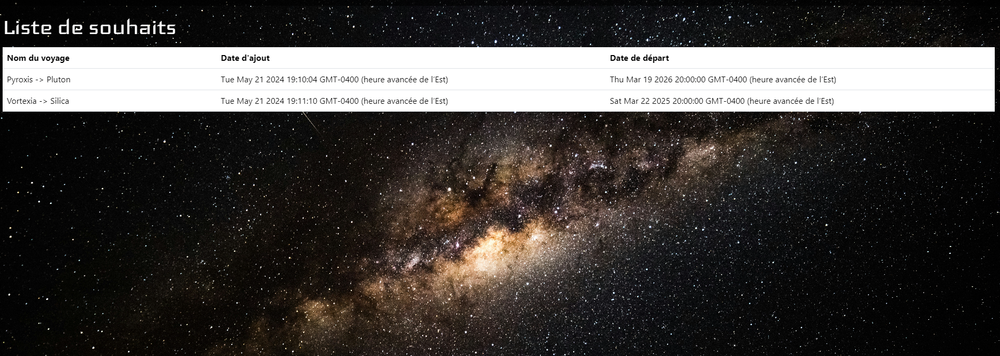 Liste de souhaits
Nom du voyage Date d'ajout Date de départ
Pyroxis -> Pluton Tue May 21 2024 19:10:04 GMT-0400 (heure avancée de l’Est) Thu Mar 19 2026 20:00:00 GMT-0400 (heure avancée de l’Est)
Vortexia -> Silica Tue May 21 2024 19:11:10 GMT-0400 (heure avancée de l’Est) Sat Mar 22 2025 20:00:00 GMT-0400 (heure avancée de l’Est)